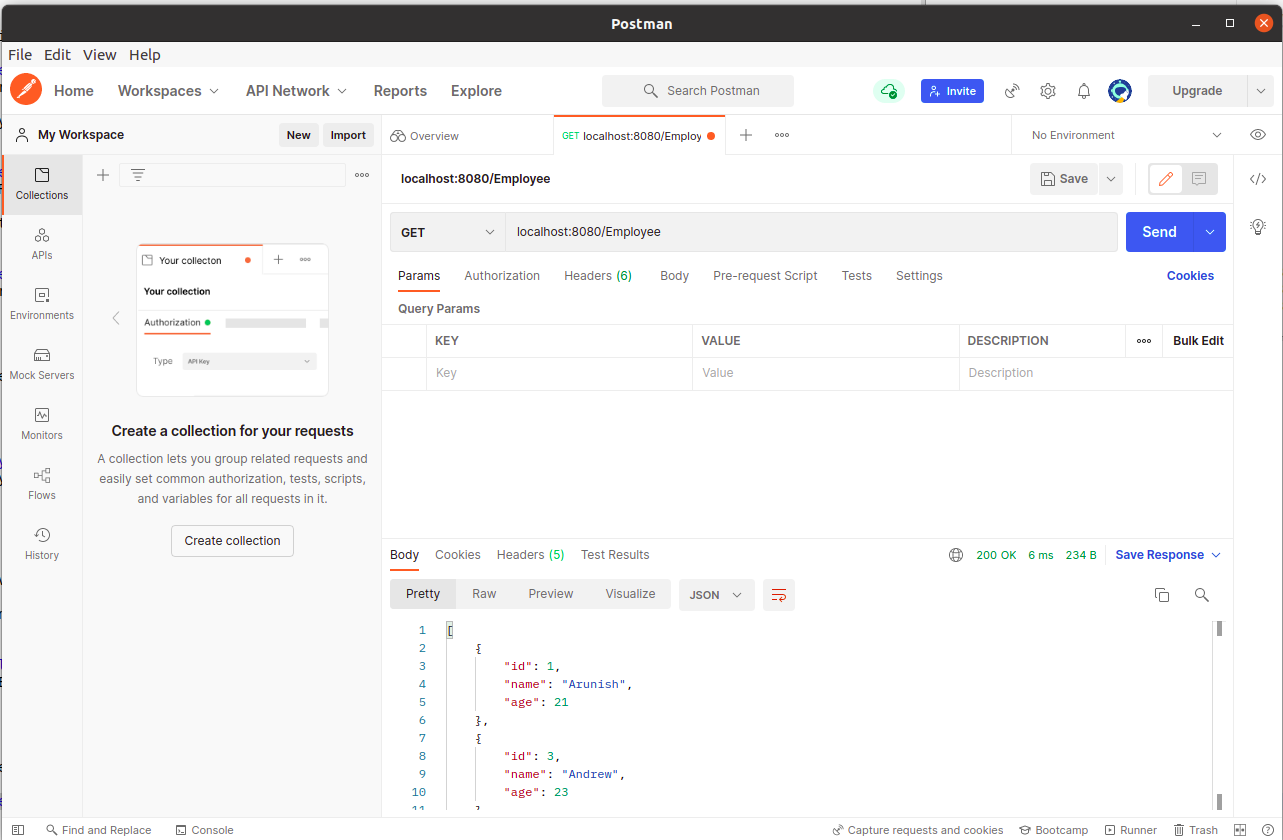 Postman
File Edit View Help
Home Workspaces API Network Reports Explore Search Postman Invite Upgrade
My Workspace New Import Overview GET localhost:8080/Employ No Environment
Collections
APIs
Environments
Mock Servers
Monitors
Flows
History
Your collecton
Your collection
Authorization
Type API Key
Create a collection for your requests
A collection lets you group related requests and
easily set common authorization, tests, scripts,
and variables for all requests in it.
Create collection
localhost:8080/Employee Save
GET localhost:8080/Employee Send
Params Authorization Headers (6) Body Pre-request Script Tests Settings Cookies
Query Params
KEY VALUE DESCRIPTION Bulk Edit
Key Value Description
Body Cookies Headers (5) Test Results 200 OK 6 ms 234 B Save Response
Pretty Raw Preview Visualize JSON
1 [
2 {
3 "id": 1,
4 "name": "Arunish",
5 "age": 21
6 },
7 {
8 "id": 3,
9 "name": "Andrew",
10 "age": 23
11 }
Find and Replace Console Capture requests and cookies Bootcamp Runner Trash